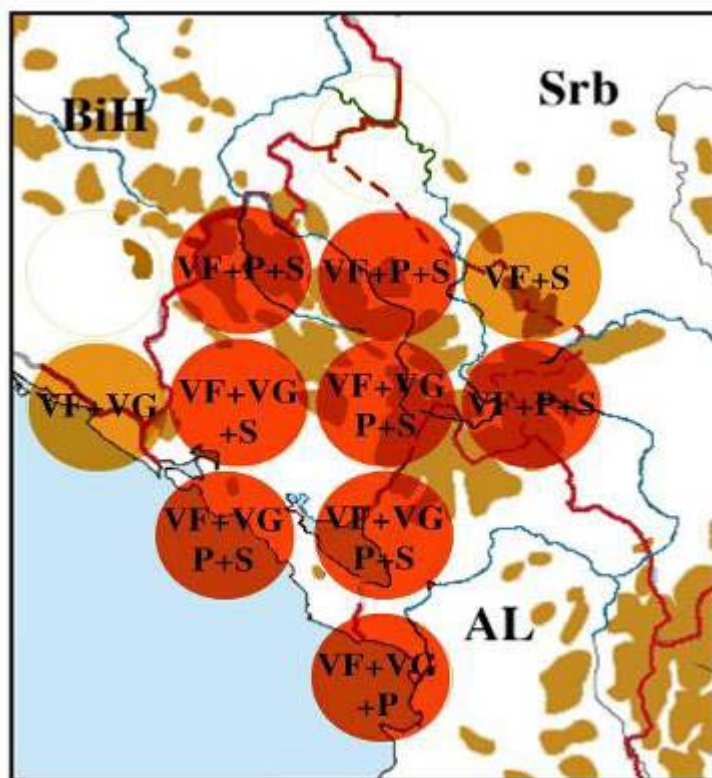 BiH
Srb
VF+P+S
VF+P+S
VF+S
VF+VG
VF+VG
+S
VF+VG
P+S
VF+P+S
VF+VG
P+S
VF+VG
P+S
AL
VF+VG
+P